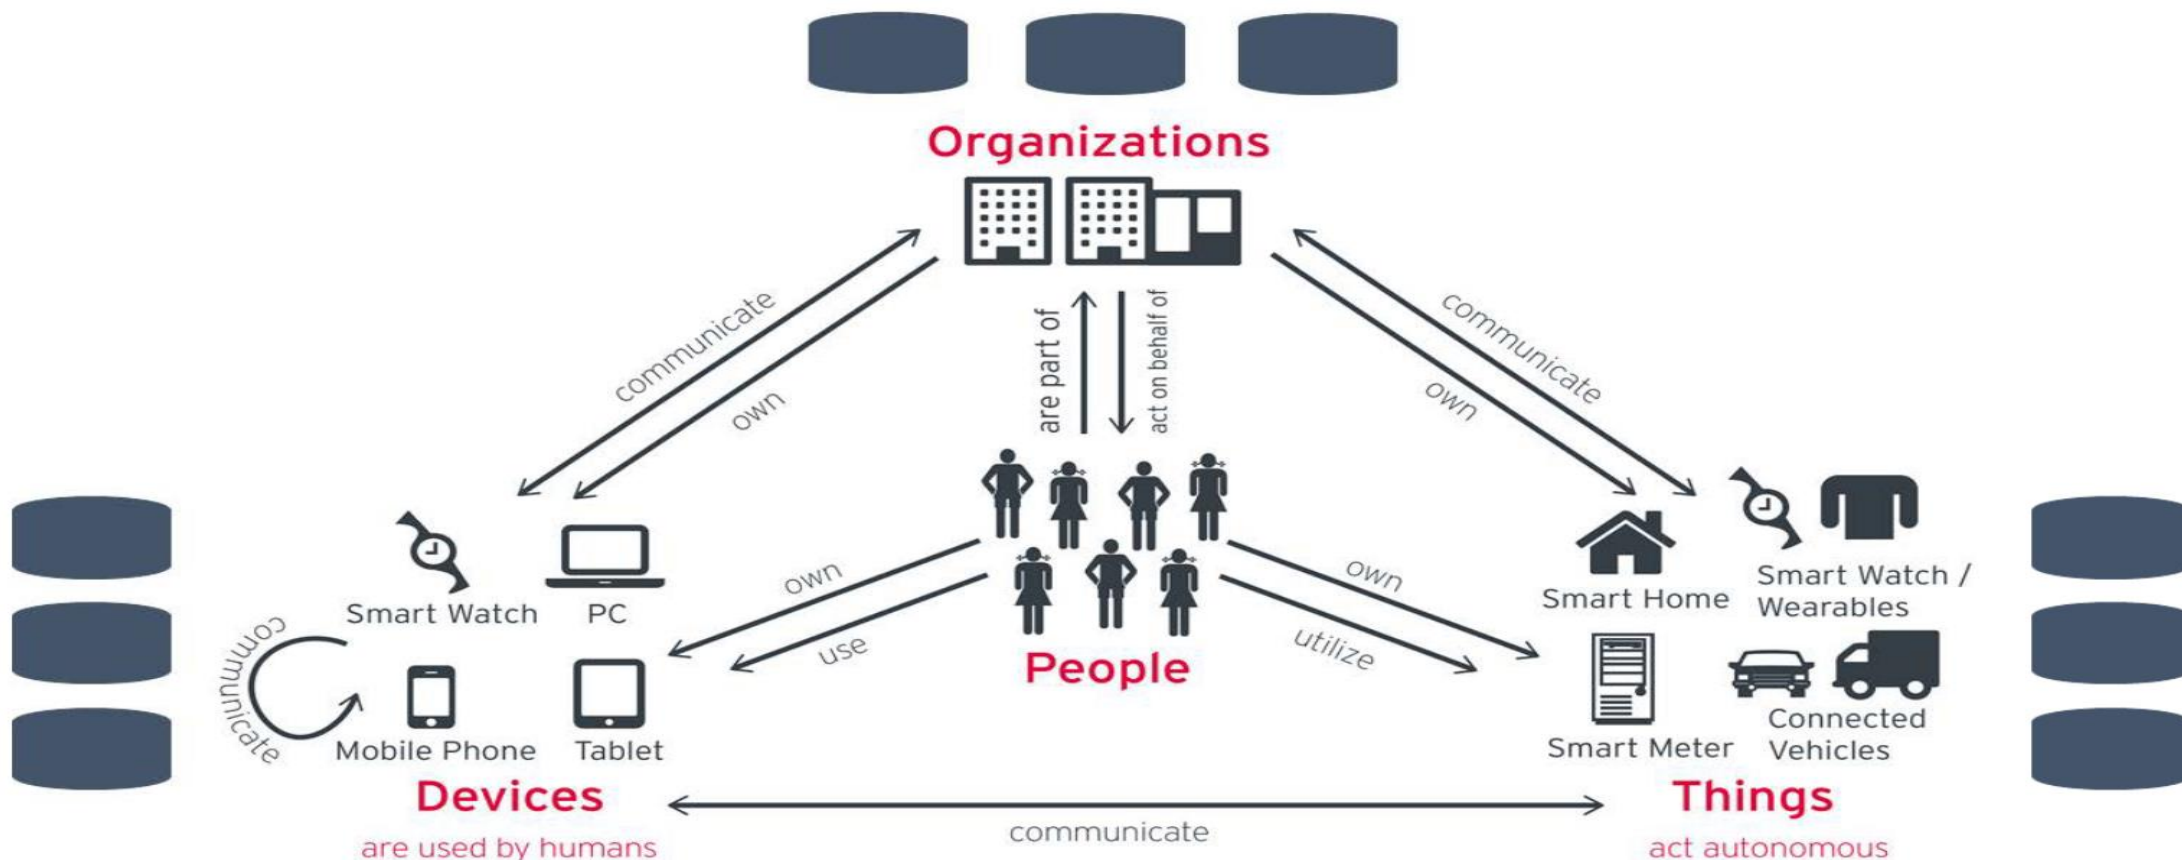 Organizations
communicate
own
are part of
act on behalf of
communicate
own
Smart Watch
PC
own
use
People
own
utilize
Smart Home
Smart Watch /
Wearables
communicate
Mobile Phone
Tablet
Smart Meter
Connected
Vehicles
Devices
are used by humans
communicate
Things
act autonomous